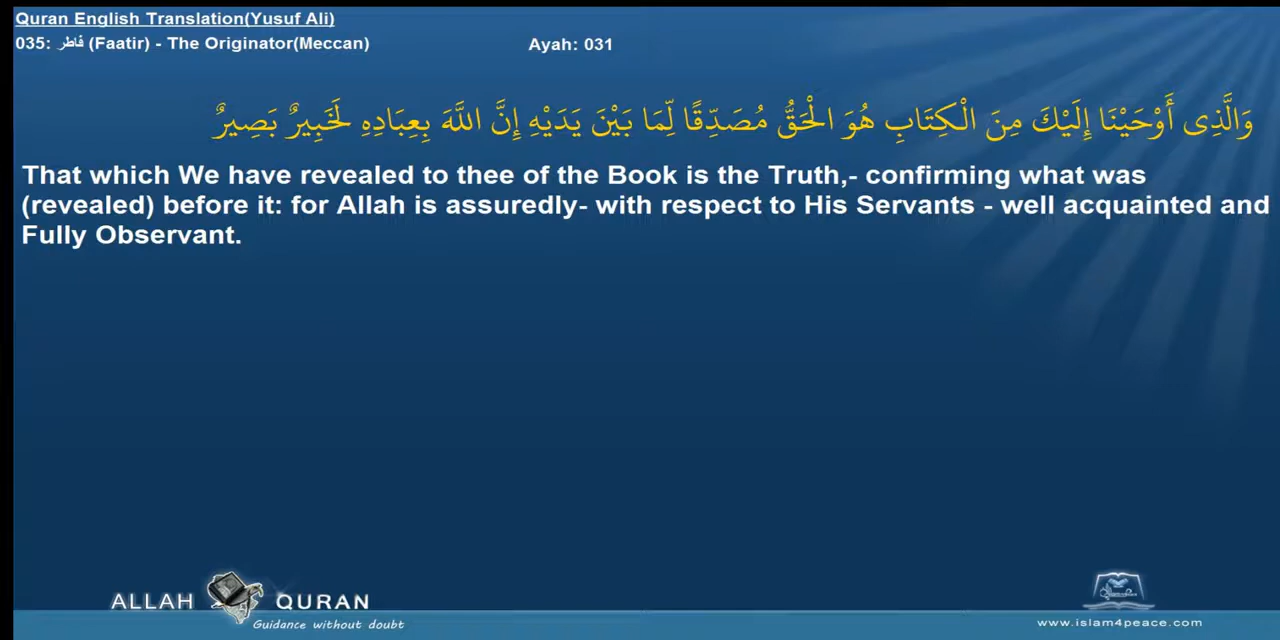 Quran English Translation(Yusuf Ali)
035: فاطر (Faatir) - The Originator(Meccan) Ayah: 031
وَالَّذِى أَوْحَيْنَا إِلَيْكَ مِنَ الْكِتَابِ هُوَ الْحَقُّ مُصَدِّقًا لِّمَا بَيْنَ يَدَيْهِ إِنَّ اللَّهَ بِعِبَادِهِ لَخَبِيرٌ بَصِيرٌ
That which We have revealed to thee of the Book is the Truth,- confirming what was
(revealed) before it: for Allah is assuredly- with respect to His Servants - well acquainted and
Fully Observant.
ALLAH QURAN
Guidance without doubt
www.islam4peace.com